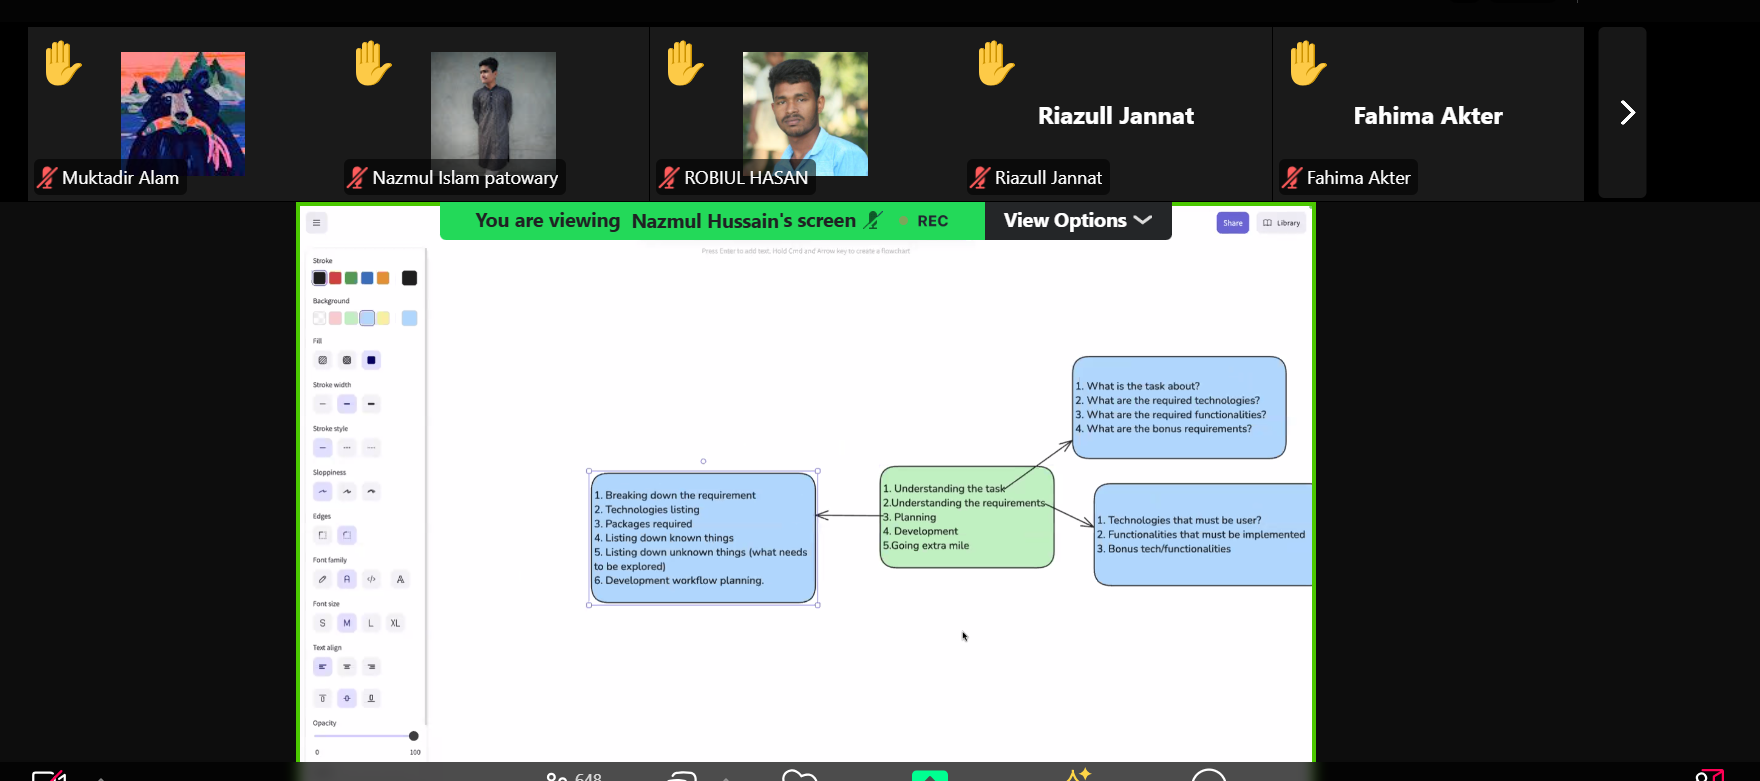 Riazull Jannat
Fahima Akter
Muktadir Alam
Nazmul Islam patowary
ROBIUL HASAN
Riazull Jannat
Fahima Akter
You are viewing Nazmul Hussain's screen
REC
View Options
Share
Library
Press Enter to add text. Hold Cmd and Arrow key to create a flowchart
Stroke
Background
Fill
Stroke width
Stroke style
Sloppiness
Edges
Font family
Font size
S M L XL
Text align
Opacity
0 100
1. What is the task about?
2. What are the required technologies?
3. What are the required functionalities?
4. What are the bonus requirements?
1. Breaking down the requirement
2. Technologies listing
3. Packages required
4. Listing down known things
5. Listing down unknown things (what needs
to be explored)
6. Development workflow planning.
1. Understanding the task
2.Understanding the requirements
3. Planning
4. Development
5.Going extra mile
1. Technologies that must be user?
2. Functionalities that must be implemented
3. Bonus tech/functionalities
648